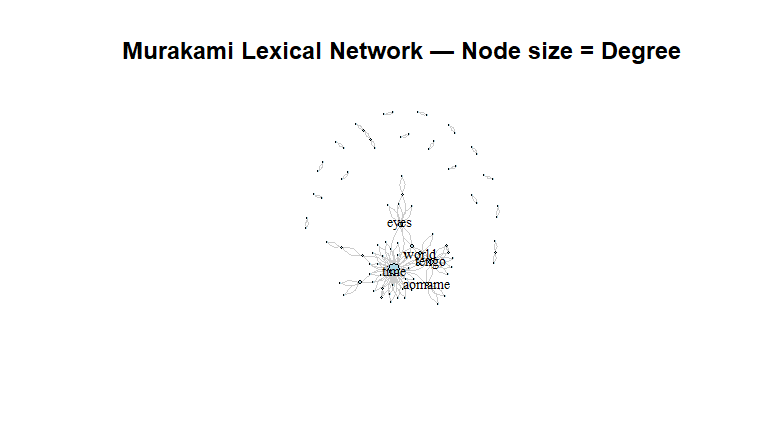 Murakami Lexical Network — Node size = Degree
eyes
world
tengo
time
aomame